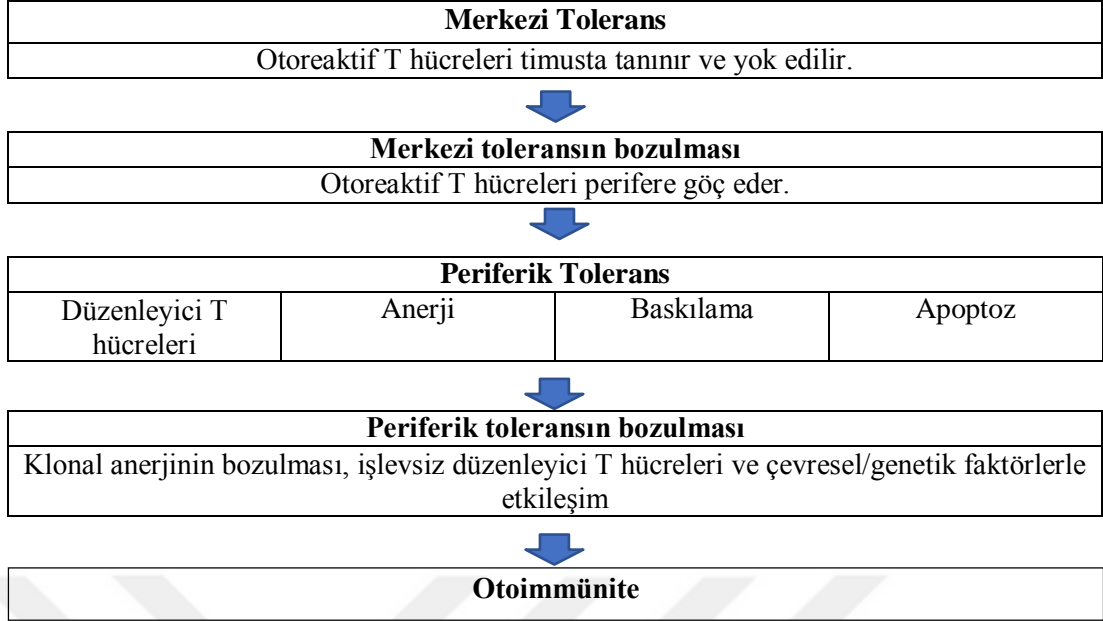 Merkezi Tolerans
Otoreaktif T hücreleri timusta tanınır ve yok edilir.
Merkezi toleransın bozulması
Otoreaktif T hücreleri perifere göç eder.
Periferik Tolerans
Düzenleyici T
hücreleri
Anerji
Baskılama
Apoptoz
Periferik toleransın bozulması
Klonal anerjinin bozulması, işlevsiz düzenleyici T hücreleri ve çevresel/genetik faktörlerle
etkileşim
Otoimmünite